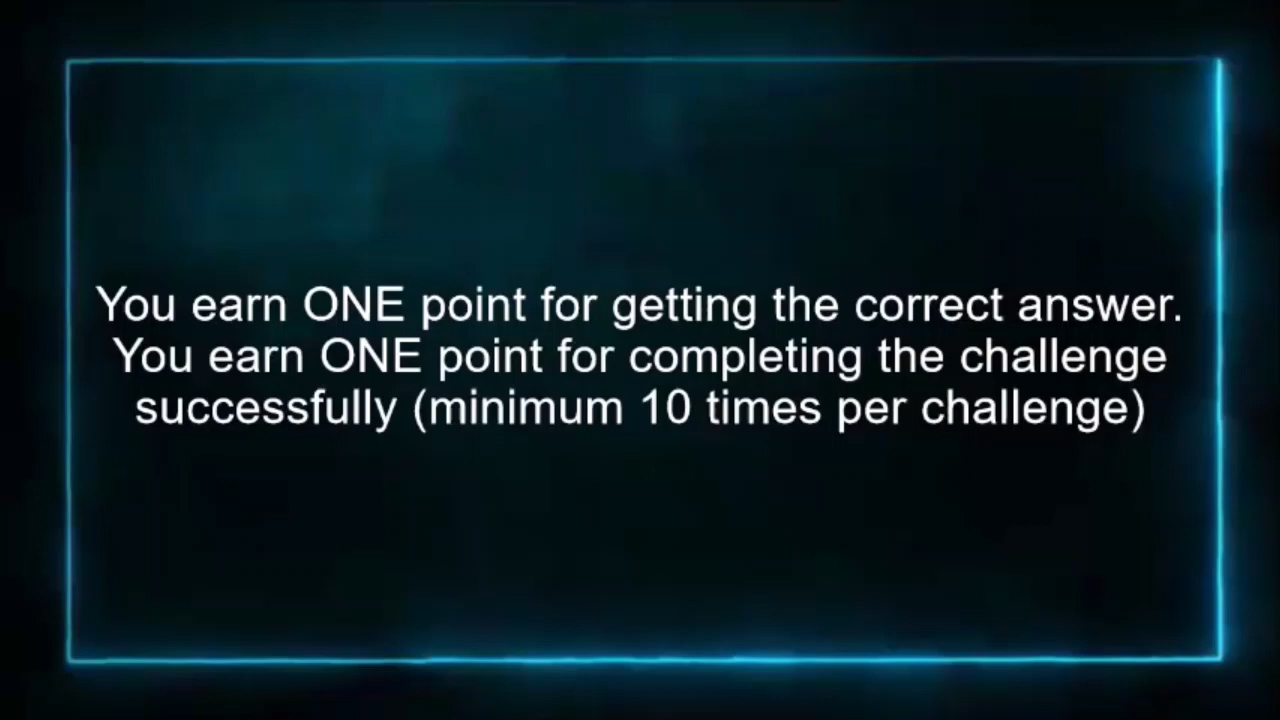 You earn ONE point for getting the correct answer.
You earn ONE point for completing the challenge
successfully (minimum 10 times per challenge)